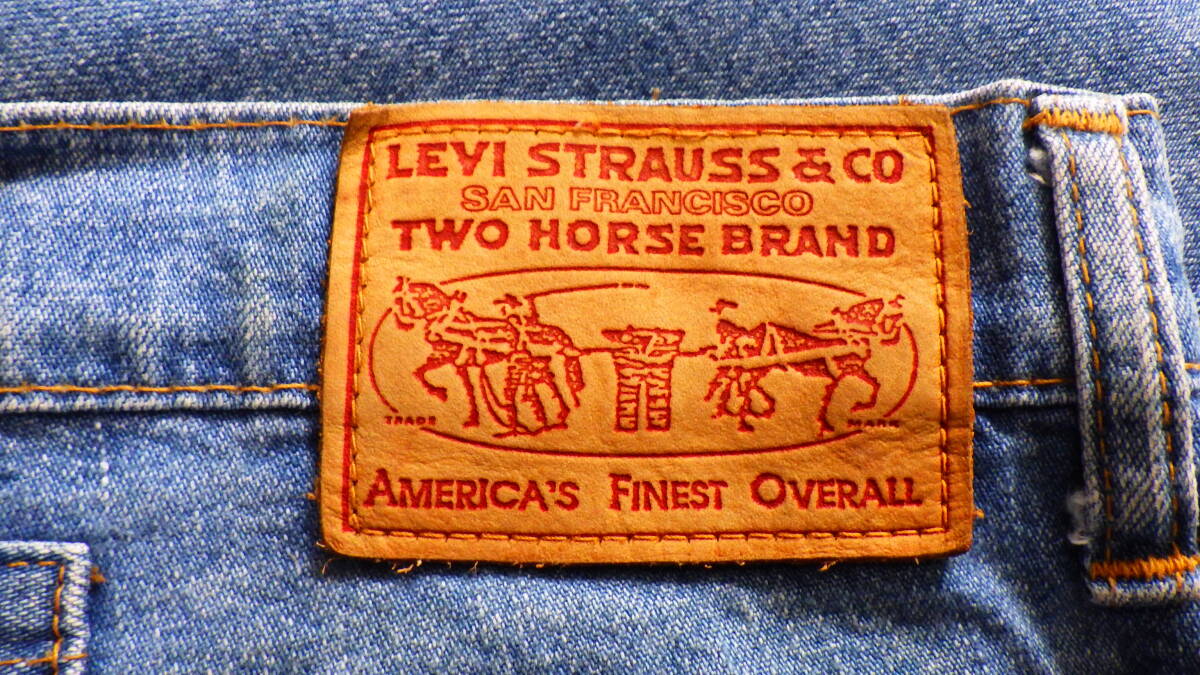 LEVI STRAUSS & CO
SAN FRANCISCO
TWO HORSE BRAND
TRADE MARK
AMERICA'S FINEST OVERALL